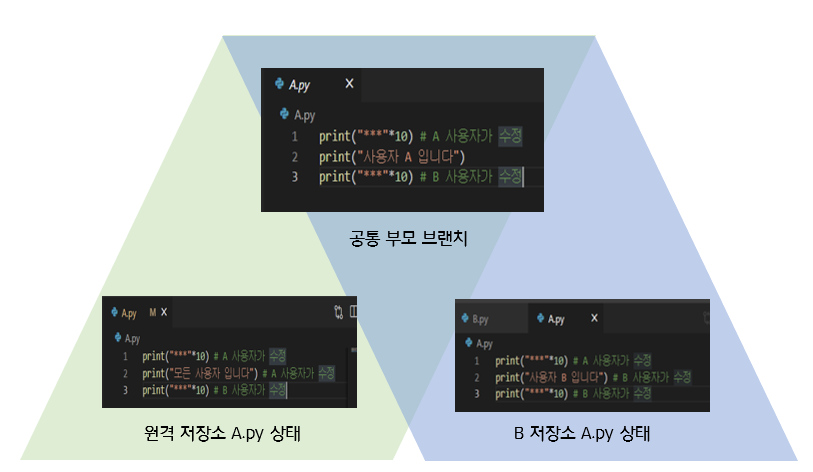 A.py X
A.py
1 print("***"*10) # A 사용자가 수정
2 print("사용자 A 입니다")
3 print("***"*10) # B 사용자가 수정
공통 부모 브랜치
A.py M X
A.py
1 print("***"*10) # A 사용자가 수정
2 print("모든 사용자 입니다") # A 사용자가 수정
3 print("***"*10) # B 사용자가 수정
원격 저장소 A.py 상태
B.py A.py X
A.py
1 print("***"*10) # A 사용자가 수정
2 print("사용자 B 입니다") # B 사용자가 수정
3 print("***"*10) # B 사용자가 수정
B 저장소 A.py 상태